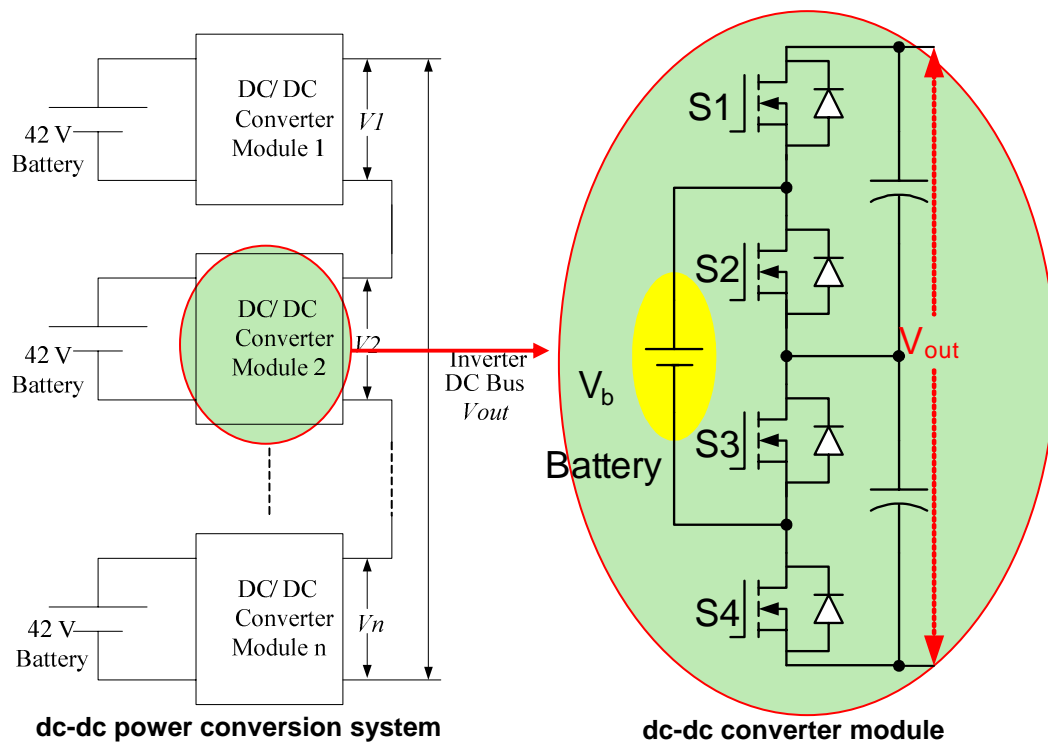 DC/ DC
Converter
Module 1
42 V
Battery
V1
DC/ DC
Converter
Module 2
42 V
Battery
V2
Inverter
DC Bus
Vout
DC/ DC
Converter
Module n
42 V
Battery
Vn
dc-dc power conversion system
S1
S2
S3
S4
Vb
Battery
Vout
dc-dc converter module